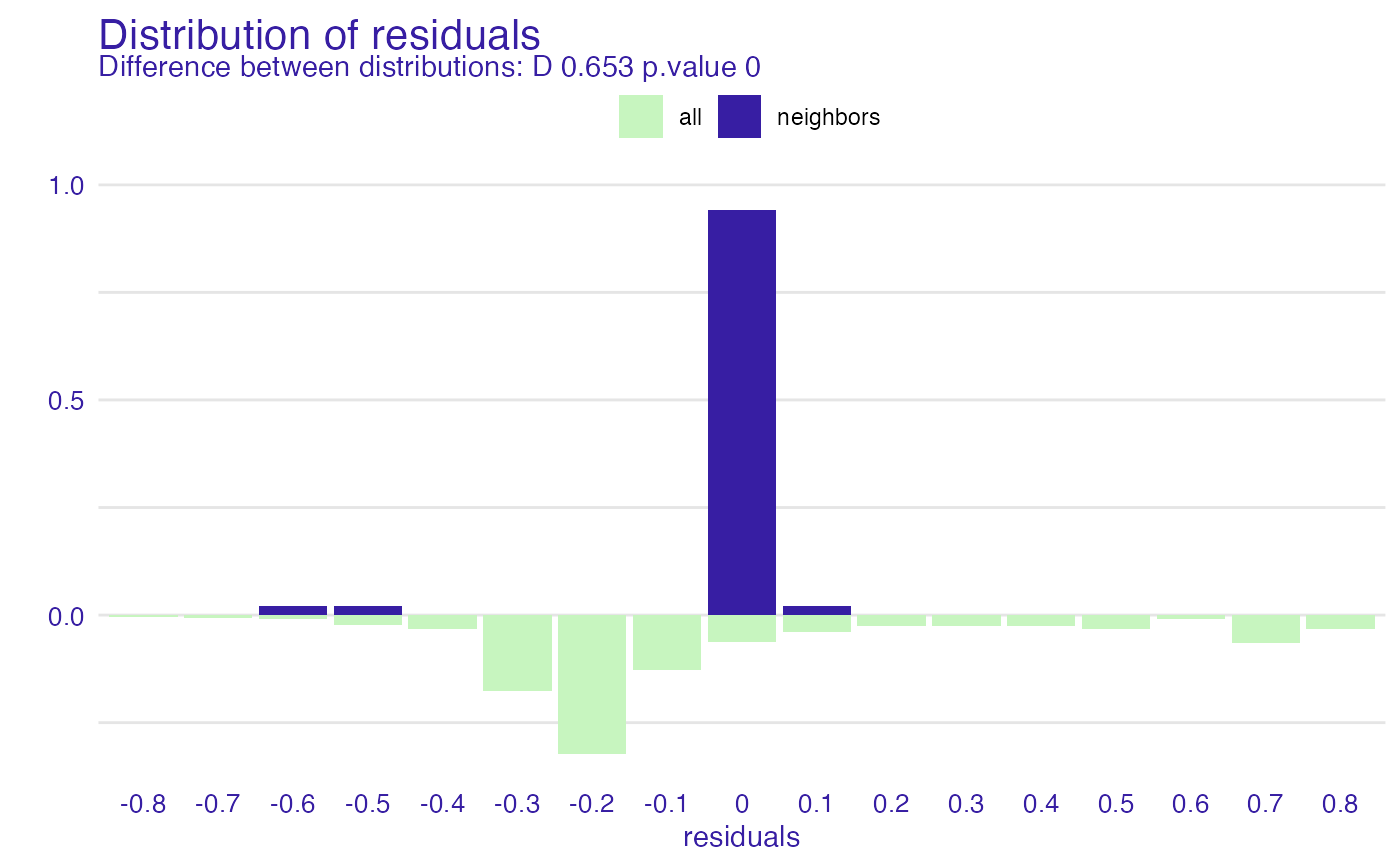 Distribution of residuals
Difference between distributions: D 0.653 p.value 0
all neighbors
1.0
0.5
0.0
-0.8 -0.7 -0.6 -0.5 -0.4 -0.3 -0.2 -0.1 0 0.1 0.2 0.3 0.4 0.5 0.6 0.7 0.8
residuals